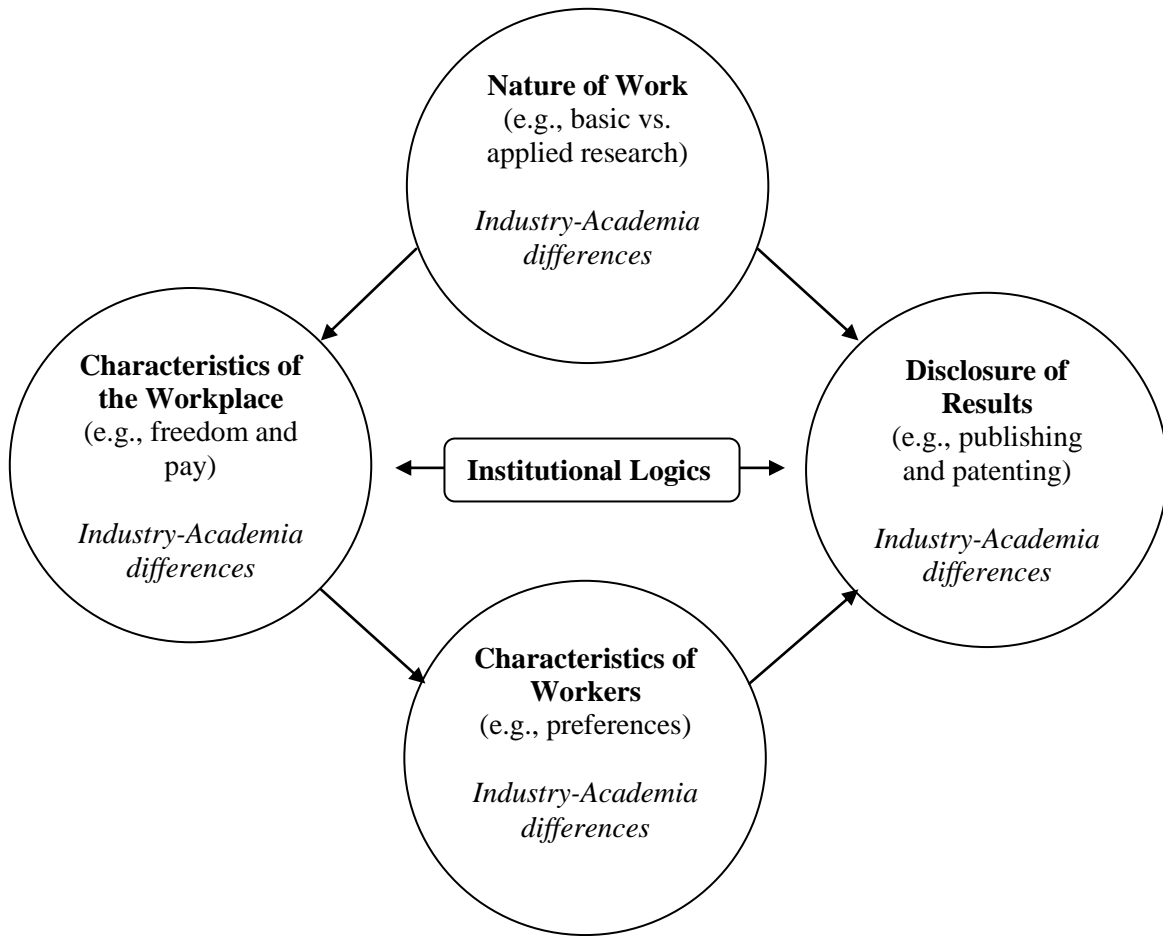 Nature of Work
(e.g., basic vs.
applied research)
Industry-Academia
differences
Characteristics of
the Workplace
(e.g., freedom and
pay)
Industry-Academia
differences
Institutional Logics
Disclosure of
Results
(e.g., publishing
and patenting)
Industry-Academia
differences
Characteristics of
Workers
(e.g., preferences)
Industry-Academia
differences